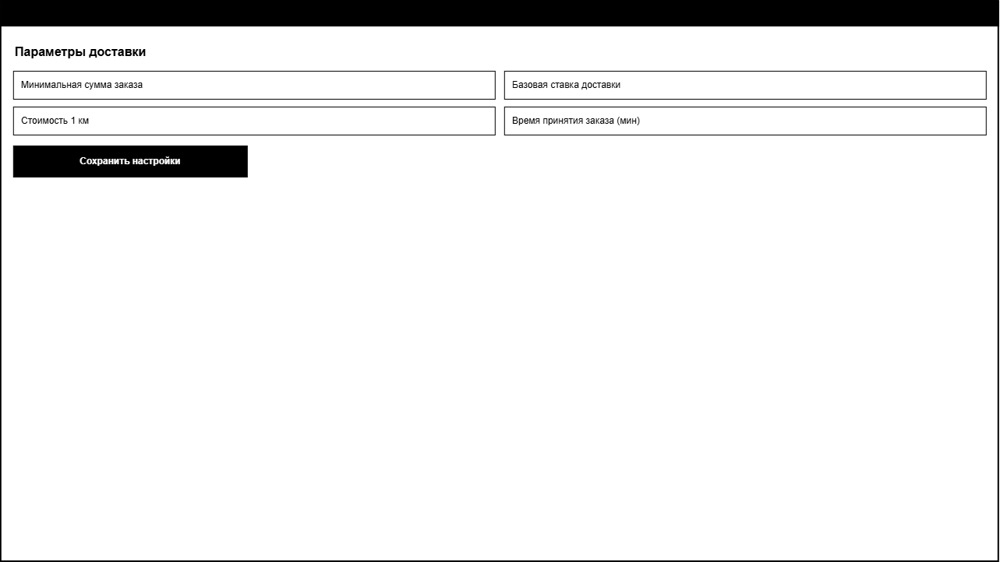 Параметры доставки
Минимальная сумма заказа
Базовая ставка доставки
Стоимость 1 км
Время принятия заказа (мин)
Сохранить настройки